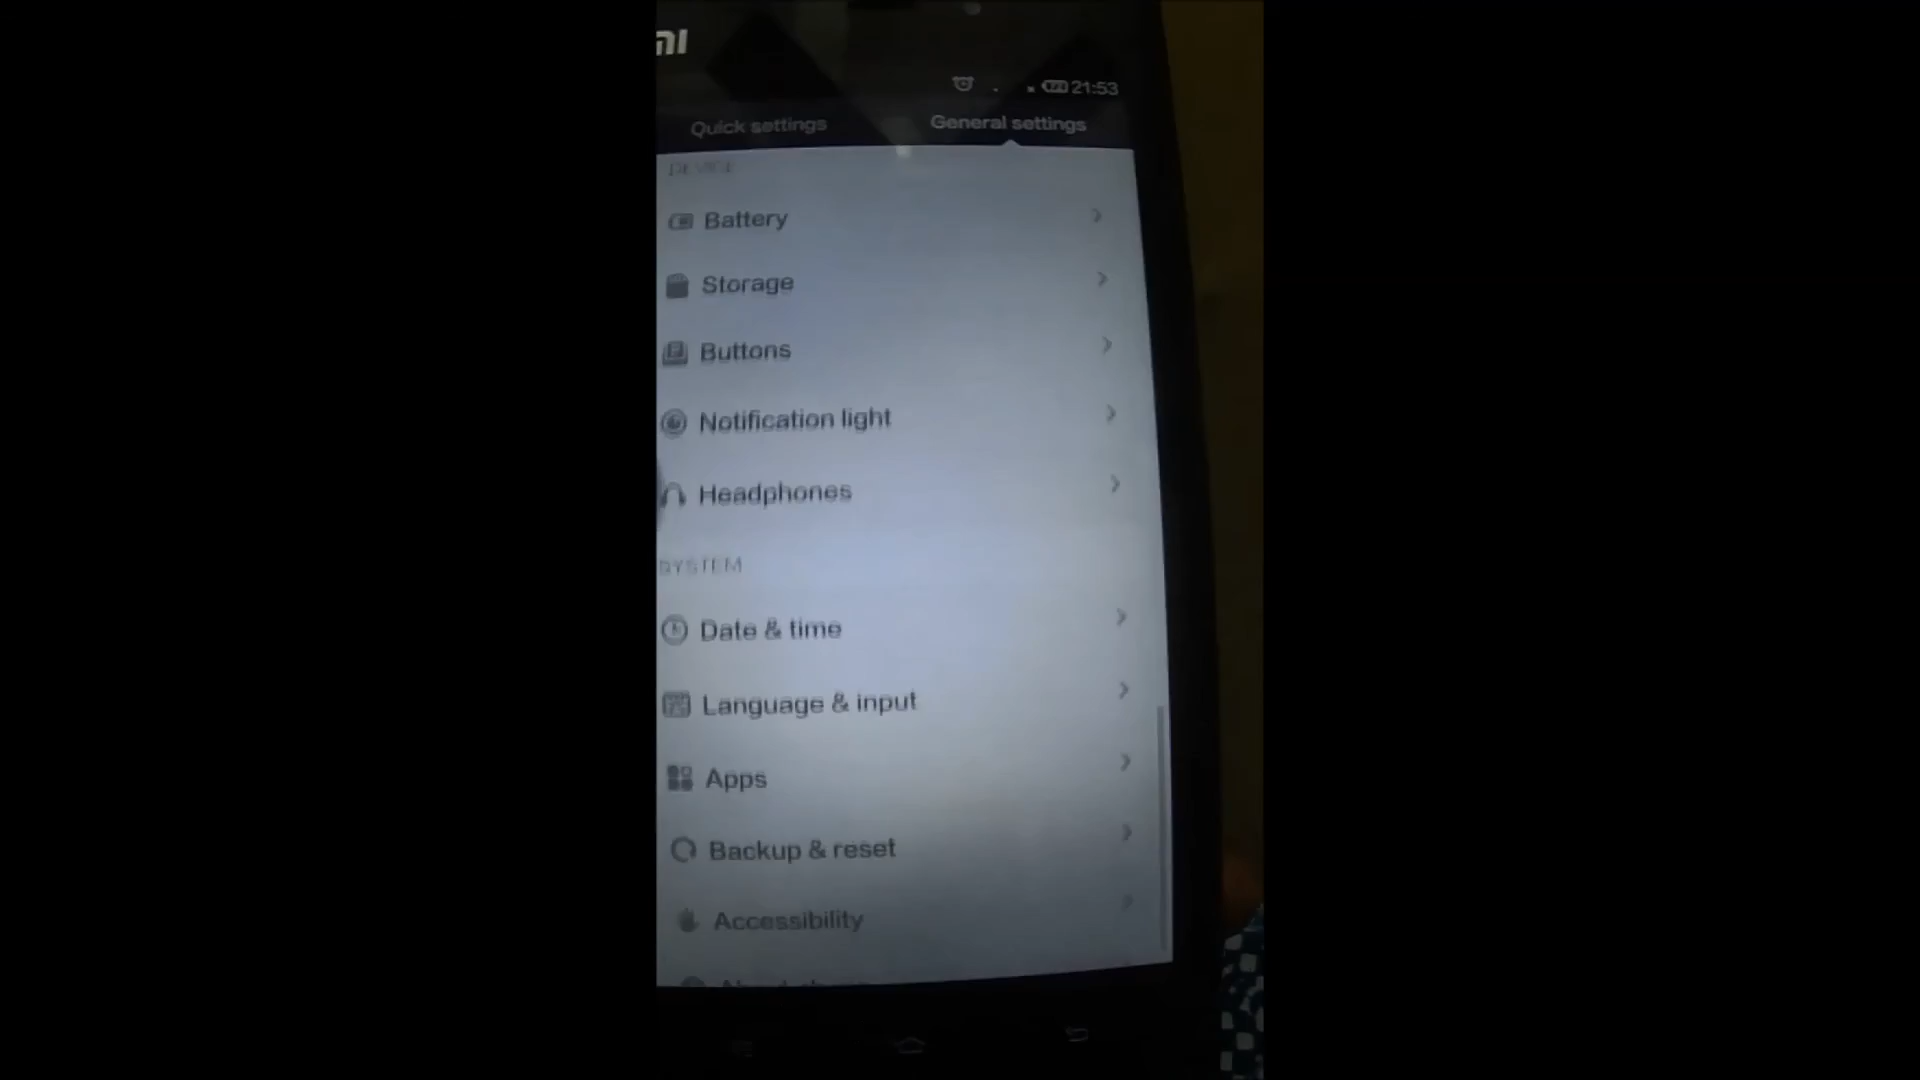 mi
21:53
Quick settings
General settings
DEVICE
Battery
Storage
Buttons
Notification light
Headphones
SYSTEM
Date & time
Language & input
Apps
Backup & reset
Accessibility